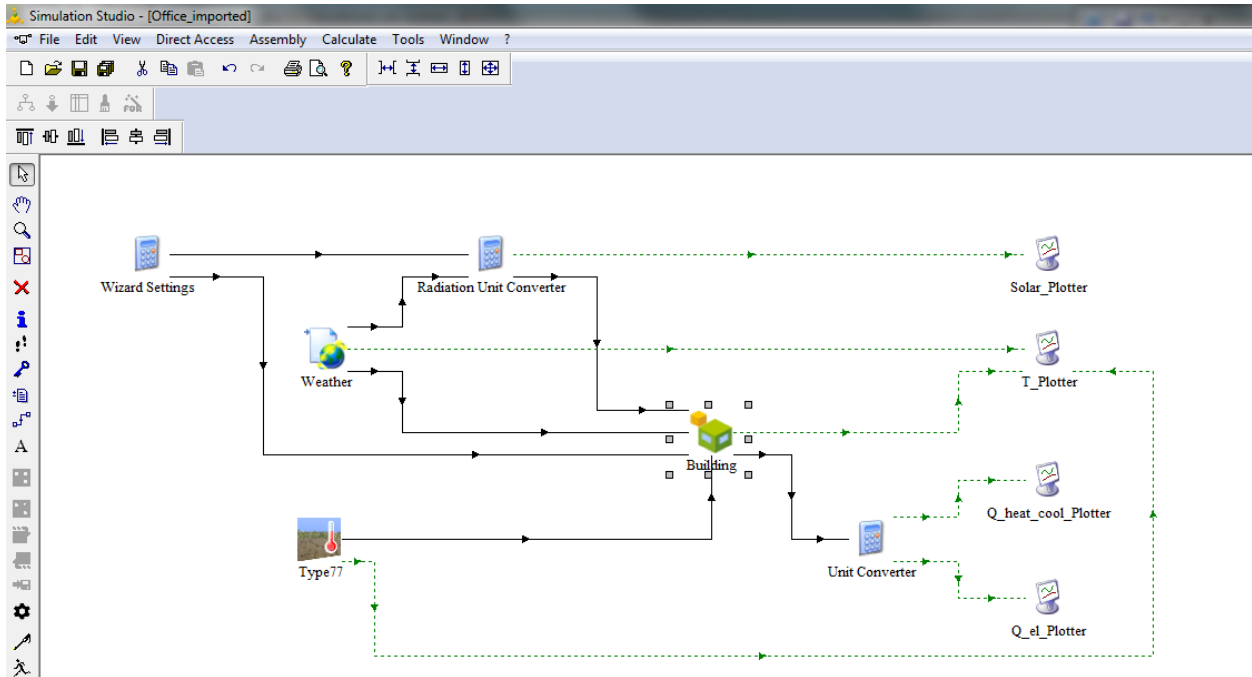 Simulation Studio - [Office_imported]
File Edit View Direct Access Assembly Calculate Tools Window ?
FOR
A
Wizard Settings
Radiation Unit Converter
Solar_Plotter
Weather
T_Plotter
Building
Q_heat_cool_Plotter
Type77
Unit Converter
Q_el_Plotter